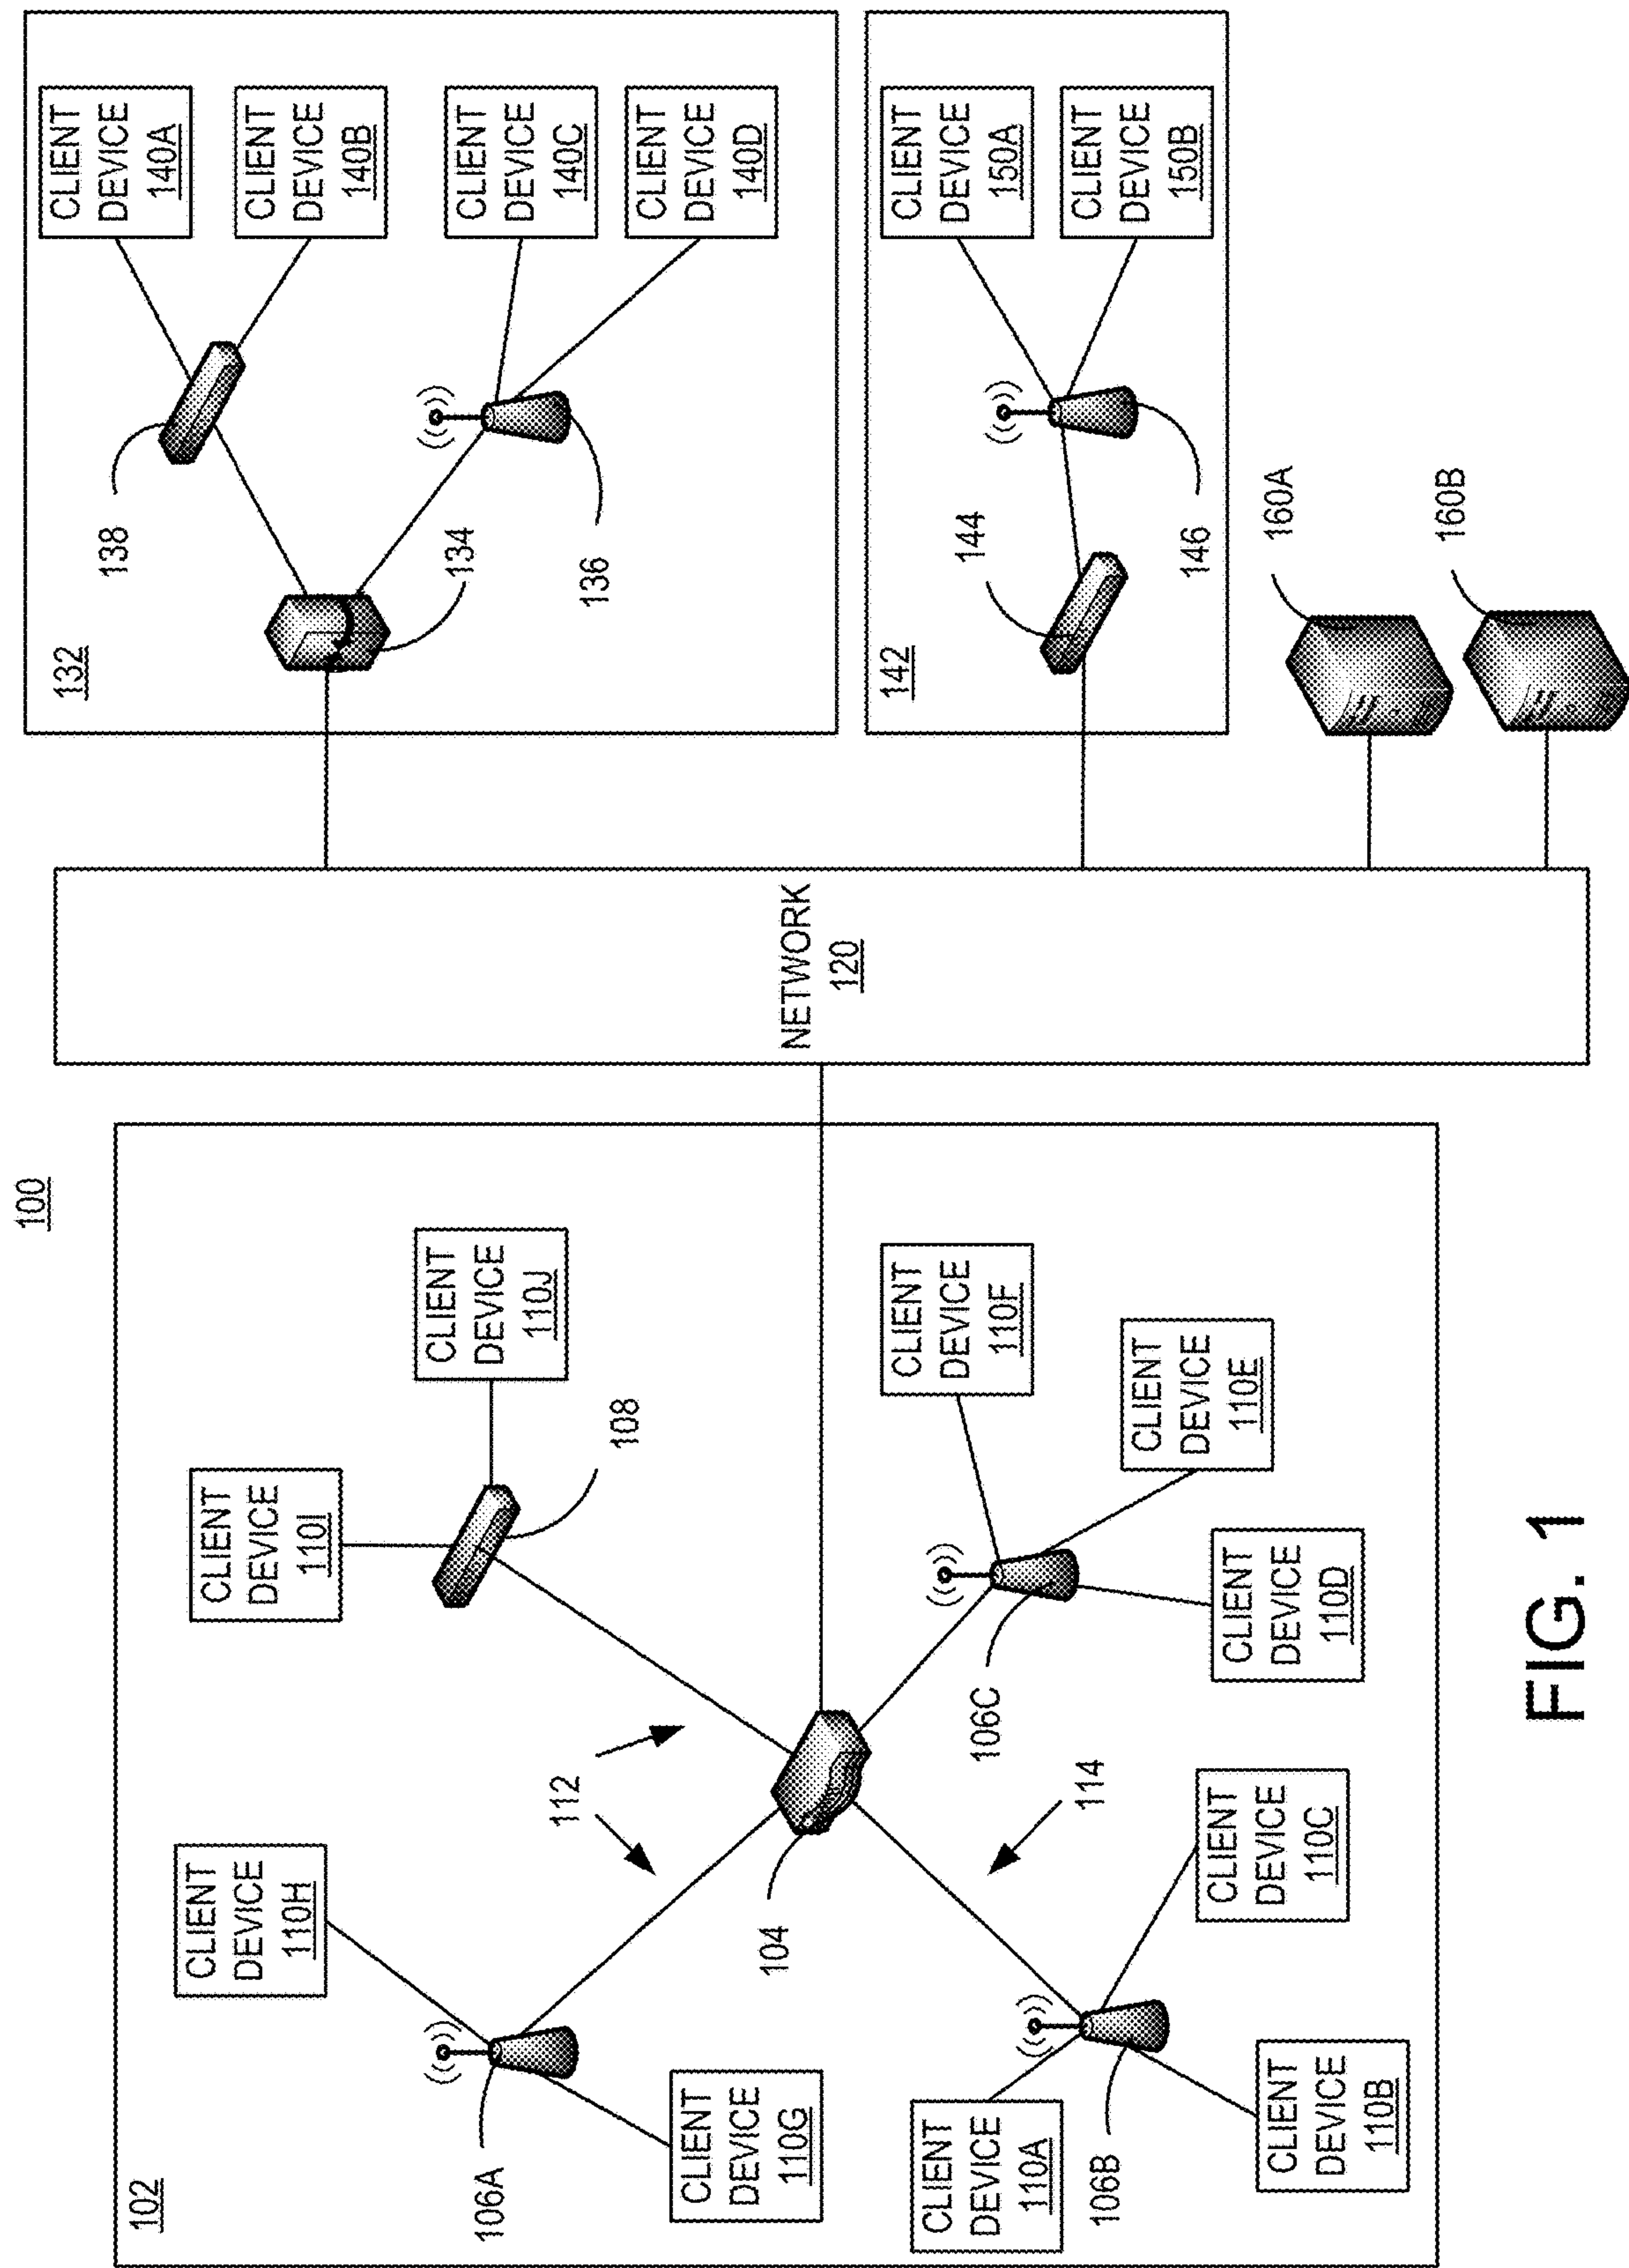 100
102
CLIENT
DEVICE
110H
CLIENT
DEVICE
110I
CLIENT
DEVICE
110J
106A
112
108
CLIENT
DEVICE
110G
104
CLIENT
DEVICE
110A
106B
CLIENT
DEVICE
110B
114
CLIENT
DEVICE
110C
106C
CLIENT
DEVICE
110D
CLIENT
DEVICE
110E
CLIENT
DEVICE
110F
NETWORK
120
132
138
134
136
CLIENT
DEVICE
140A
CLIENT
DEVICE
140B
CLIENT
DEVICE
140C
CLIENT
DEVICE
140D
142
144
146
CLIENT
DEVICE
150A
CLIENT
DEVICE
150B
160A
160B
FIG. 1